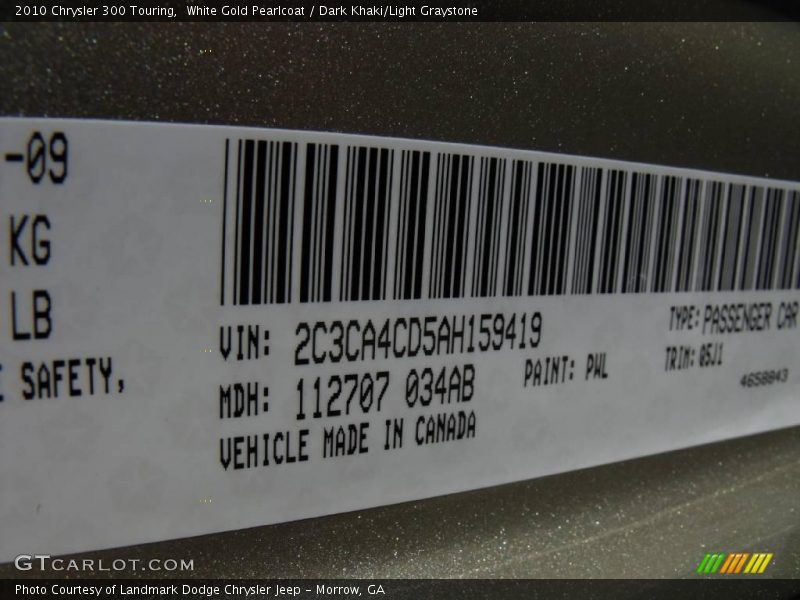 2010 Chrysler 300 Touring,  White Gold Pearlcoat / Dark Khaki/Light Graystone
-09
KG
LB
E SAFETY,
VIN: 2C3CA4CD5AH159419
TYPE: PASSENGER CAR
MDH: 112707 034AB
PAINT: PWL
TRIM: 05J1
4658843
VEHICLE MADE IN CANADA
GTCARLOT.COM
Photo Courtesy of Landmark Dodge Chrysler Jeep - Morrow, GA